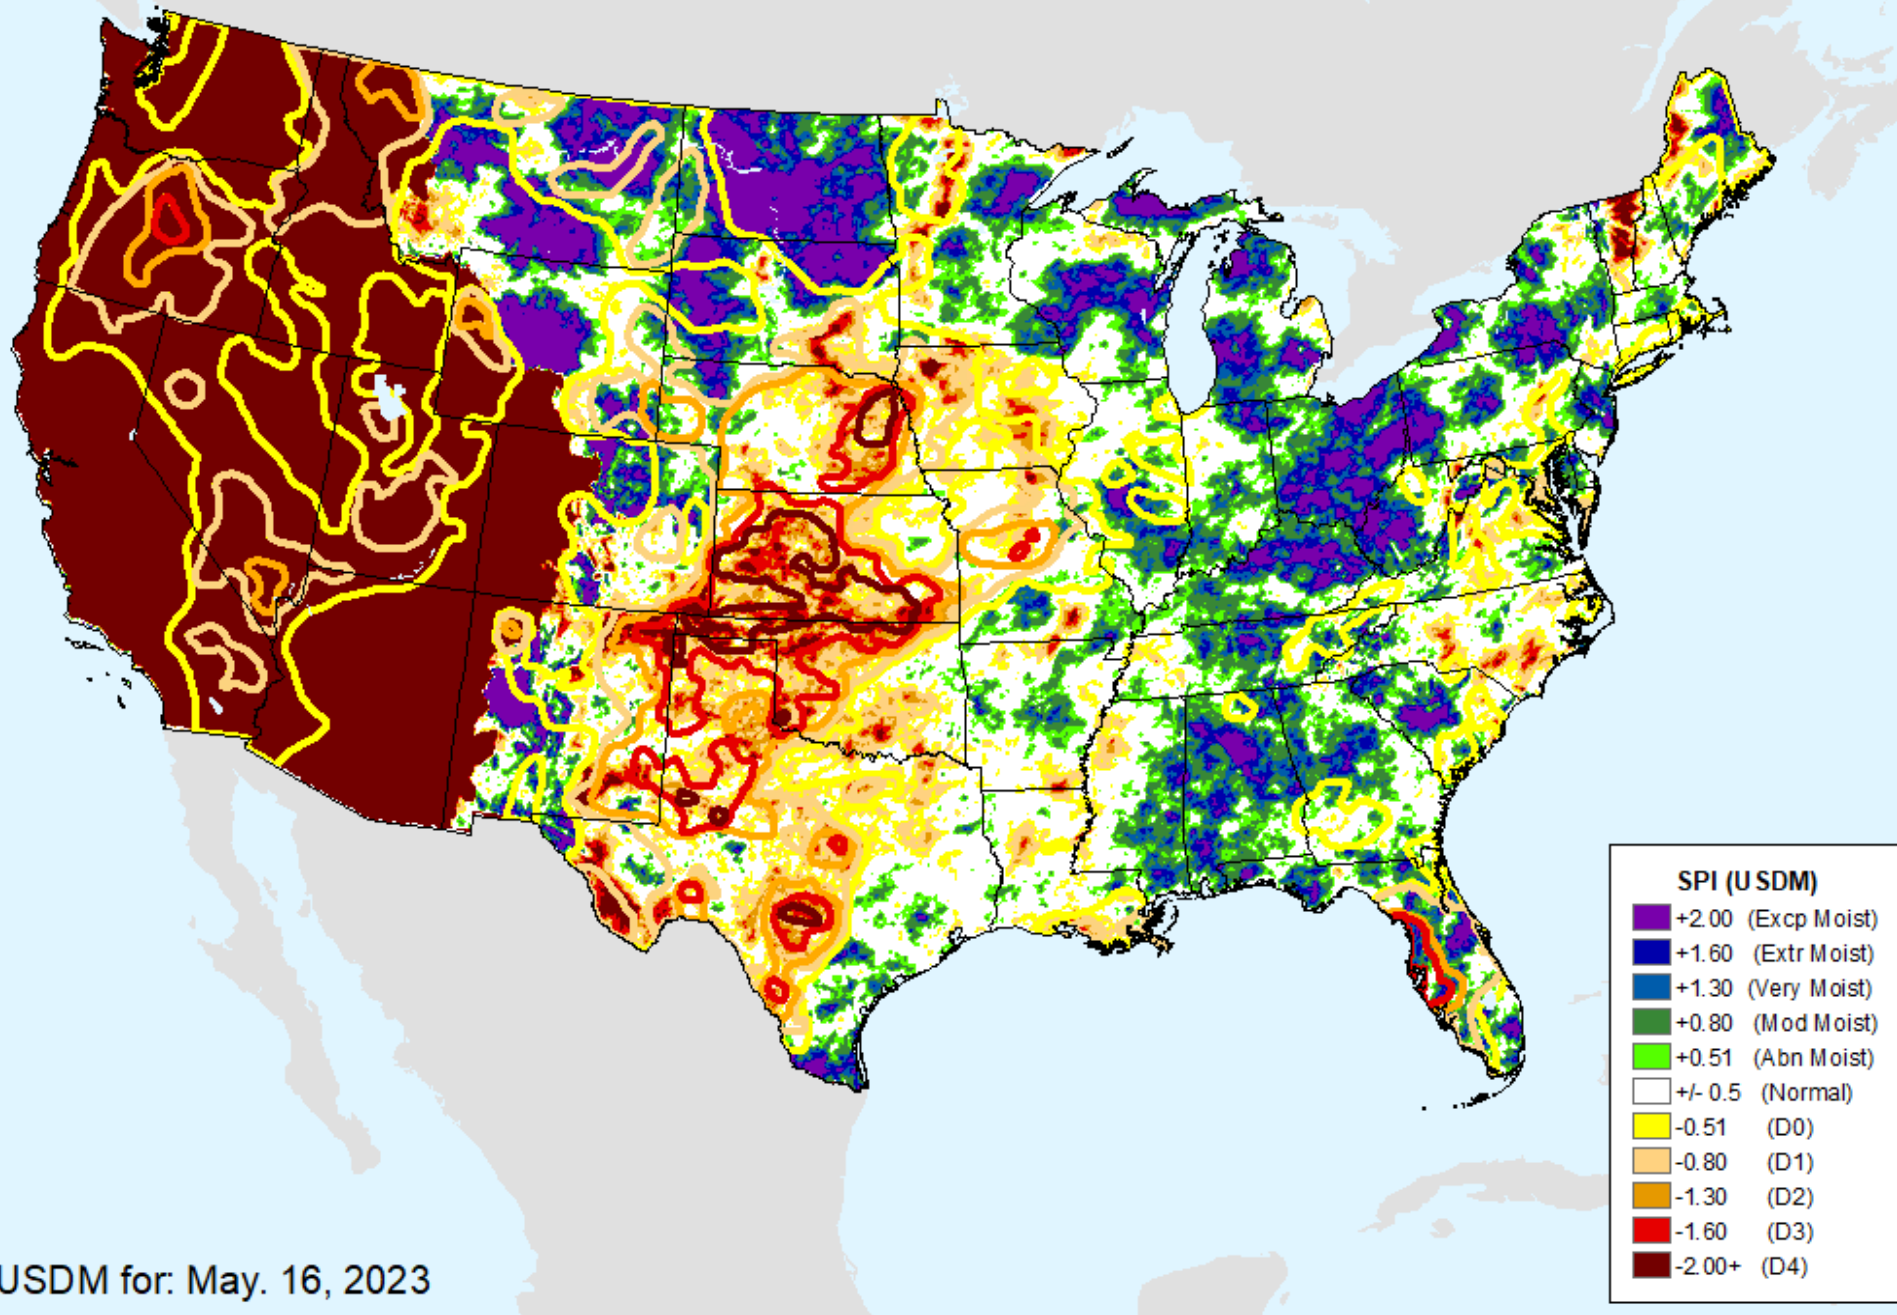 SPI (USDM)
+2.00 (Excp Moist)
+1.60 (Extr Moist)
+1.30 (Very Moist)
+0.80 (Mod Moist)
+0.51 (Abn Moist)
+/- 0.5 (Normal)
-0.51 (D0)
-0.80 (D1)
-1.30 (D2)
-1.60 (D3)
-2.00+ (D4)
USDM for: May. 16, 2023